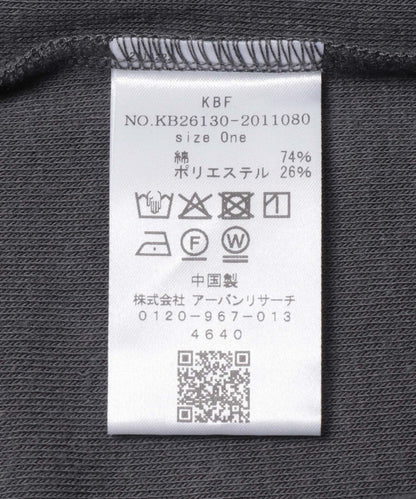 KBF
NO.KB26130-2011080
size One
綿 74%
ポリエステル 26%
F W
中国製
株式会社 アーバンリサーチ
0120-967-013
4640